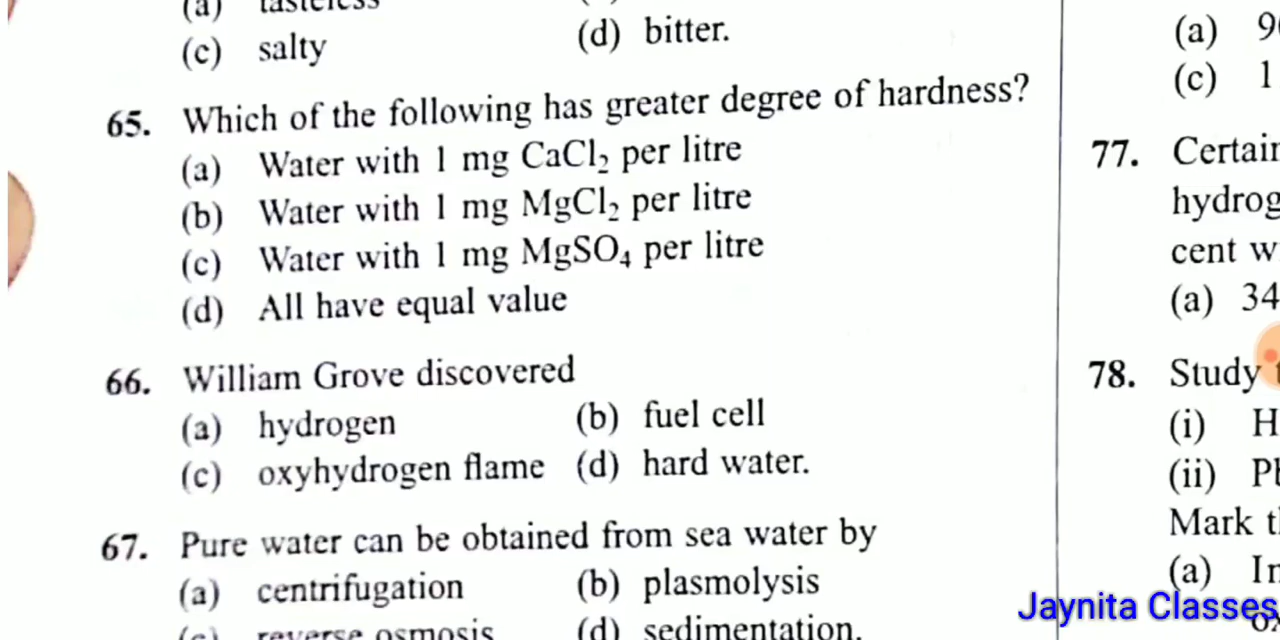 (a) tasteless
(c) salty (d) bitter.
65. Which of the following has greater degree of hardness?
(a) Water with 1 mg CaCl₂ per litre
(b) Water with 1 mg MgCl₂ per litre
(c) Water with 1 mg MgSO₄ per litre
(d) All have equal value
66. William Grove discovered
(a) hydrogen (b) fuel cell
(c) oxyhydrogen flame (d) hard water.
67. Pure water can be obtained from sea water by
(a) centrifugation (b) plasmolysis
(c) reverse osmosis (d) sedimentation.
(a)
(c) 1
77.
cent
(a) 34
78. Study
(i) H
(ii)
Mark
(a)
Jaynita Classes